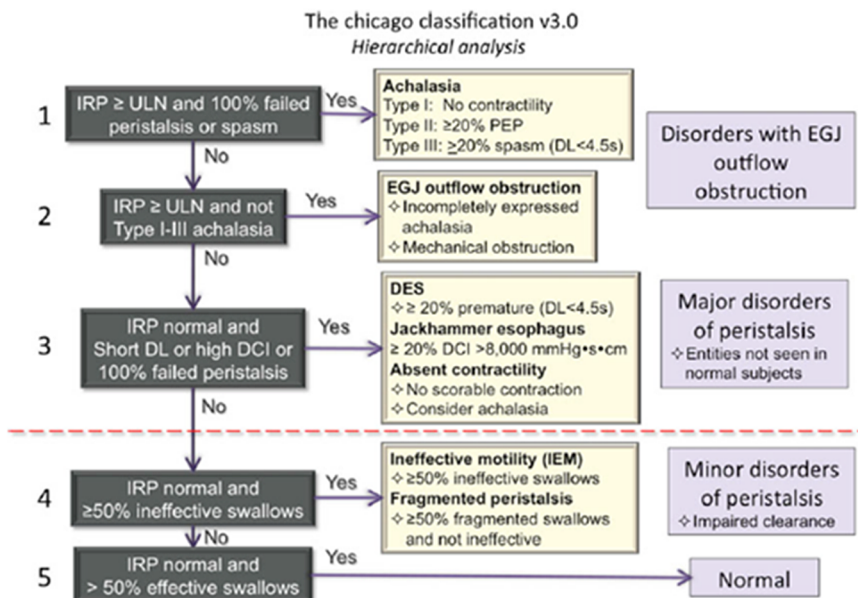 The chicago classification v3.0
Hierarchical analysis
1
IRP ≥ ULN and 100% failed
peristalsis or spasm
Yes
Achalasia
Type I: No contractility
Type II: ≥20% PEP
Type III: ≥20% spasm (DL<4.5s)
Disorders with EGJ
outflow
obstruction
No
2
IRP ≥ ULN and not
Type I-III achalasia
Yes
EGJ outflow obstruction
✧Incompletely expressed
achalasia
✧Mechanical obstruction
No
3
IRP normal and
Short DL or high DCI or
100% failed peristalsis
Yes
DES
✧≥ 20% premature (DL<4.5s)
Jackhammer esophagus
≥ 20% DCI >8,000 mmHg•s•cm
Absent contractility
✧No scorable contraction
✧Consider achalasia
Major disorders
of peristalsis
✧Entities not seen in
normal subjects
No
4
IRP normal and
≥50% ineffective swallows
Yes
Ineffective motility (IEM)
✧≥50% ineffective swallows
Fragmented peristalsis
✧≥50% fragmented swallows
and not ineffective
Minor disorders
of peristalsis
✧Impaired clearance
No
5
IRP normal and
> 50% effective swallows
Yes
Normal